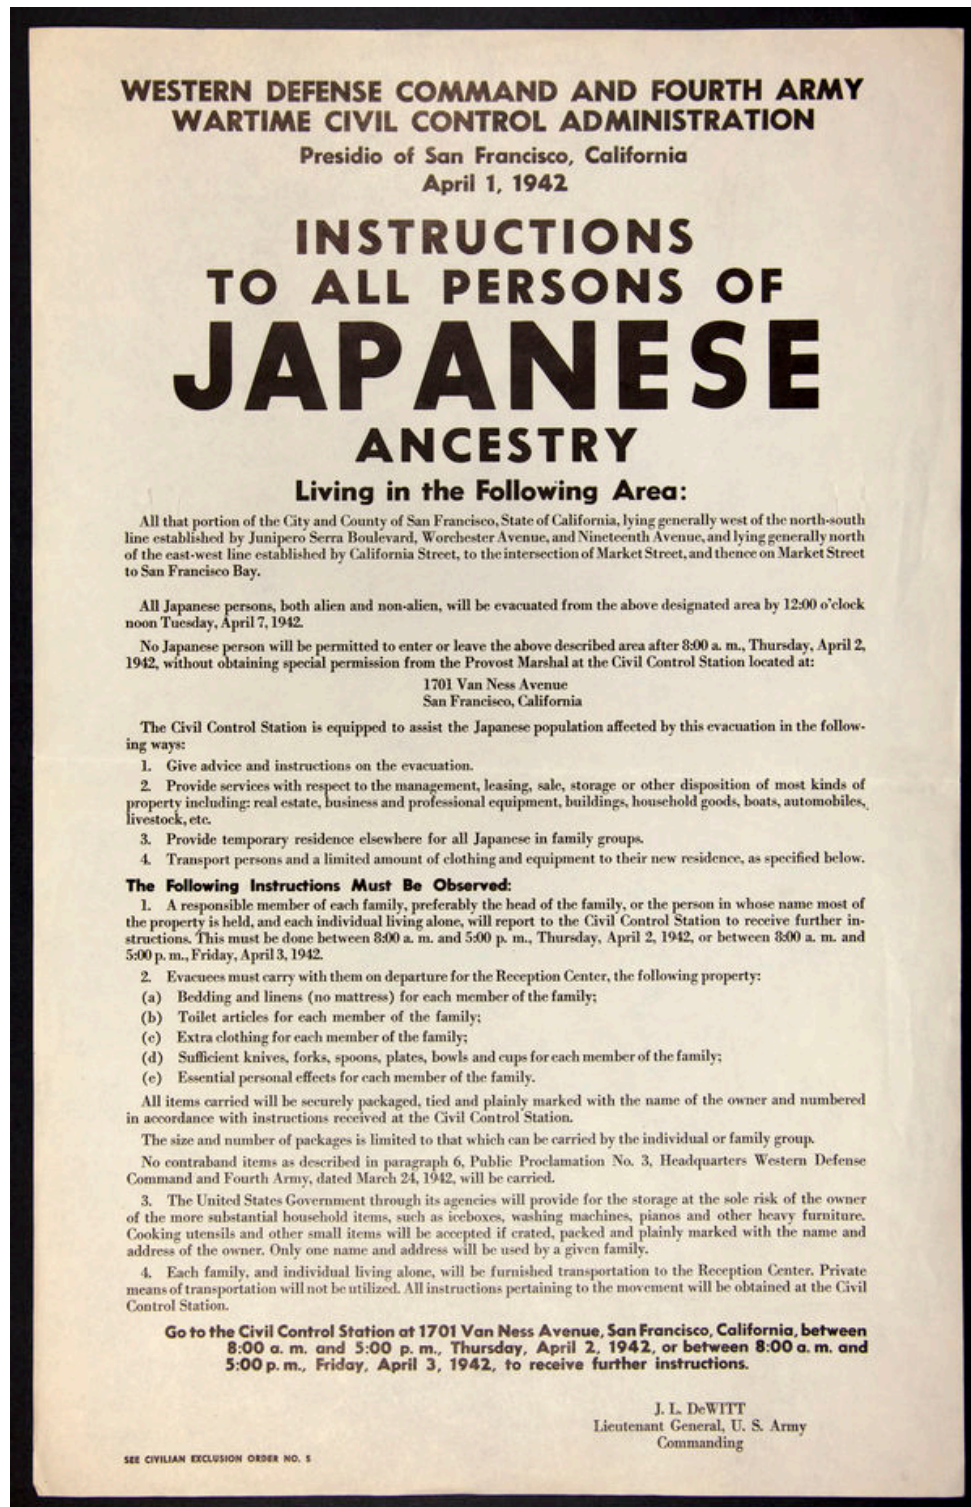 WESTERN DEFENSE COMMAND AND FOURTH ARMY
WARTIME CIVIL CONTROL ADMINISTRATION
Presidio of San Francisco, California
April 1, 1942
INSTRUCTIONS
TO ALL PERSONS OF
JAPANESE
ANCESTRY
Living in the Following Area:
All that portion of the City and County of San Francisco, State of California, lying generally west of the north-south
line established by Junipero Serra Boulevard, Worchester Avenue, and Nineteenth Avenue, and lying generally north
of the east-west line established by California Street, to the intersection of Market Street, and thence on Market Street
to San Francisco Bay.
All Japanese persons, both alien and non-alien, will be evacuated from the above designated area by 12:00 o'clock
noon Tuesday, April 7, 1942.
No Japanese person will be permitted to enter or leave the above described area after 8:00 a. m., Thursday, April 2,
1942, without obtaining special permission from the Provost Marshal at the Civil Control Station located at:
1701 Van Ness Avenue
San Francisco, California
The Civil Control Station is equipped to assist the Japanese population affected by this evacuation in the follow-
ing ways:
1. Give advice and instructions on the evacuation.
2. Provide services with respect to the management, leasing, sale, storage or other disposition of most kinds of
property including: real estate, business and professional equipment, buildings, household goods, boats, automobiles,
livestock, etc.
3. Provide temporary residence elsewhere for all Japanese in family groups.
4. Transport persons and a limited amount of clothing and equipment to their new residence, as specified below.
The Following Instructions Must Be Observed:
1. A responsible member of each family, preferably the head of the family, or the person in whose name most of
the property is held, and each individual living alone, will report to the Civil Control Station to receive further in-
structions. This must be done between 8:00 a. m. and 5:00 p. m., Thursday, April 2, 1942, or between 8:00 a. m. and
5:00 p. m., Friday, April 3, 1942.
2. Evacuees must carry with them on departure for the Reception Center, the following property:
(a) Bedding and linens (no mattress) for each member of the family;
(b) Toilet articles for each member of the family;
(c) Extra clothing for each member of the family;
(d) Sufficient knives, forks, spoons, plates, bowls and cups for each member of the family;
(e) Essential personal effects for each member of the family.
All items carried will be securely packaged, tied and plainly marked with the name of the owner and numbered
in accordance with instructions received at the Civil Control Station.
The size and number of packages is limited to that which can be carried by the individual or family group.
No contraband items as described in paragraph 6, Public Proclamation No. 3, Headquarters Western Defense
Command and Fourth Army, dated March 24, 1942, will be carried.
3. The United States Government through its agencies will provide for the storage at the sole risk of the owner
of the more substantial household items, such as iceboxes, washing machines, pianos and other heavy furniture.
Cooking utensils and other small items will be accepted if crated, packed and plainly marked with the name and
address of the owner. Only one name and address will be used by a given family.
4. Each family, and individual living alone, will be furnished transportation to the Reception Center. Private
means of transportation will not be utilized. All instructions pertaining to the movement will be obtained at the Civil
Control Station.
Go to the Civil Control Station at 1701 Van Ness Avenue, San Francisco, California, between
8:00 a. m. and 5:00 p. m., Thursday, April 2, 1942, or between 8:00 a. m. and
5:00 p. m., Friday, April 3, 1942, to receive further instructions.
J. L. DeWITT
Lieutenant General, U. S. Army
Commanding
SEE CIVILIAN EXCLUSION ORDER NO. 5